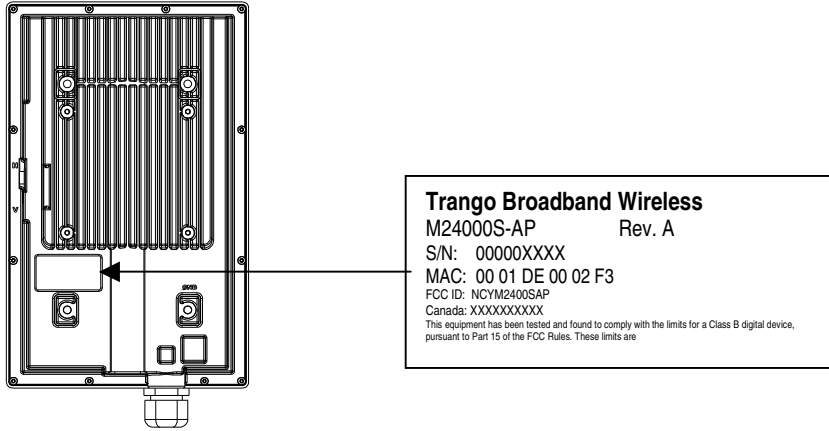 H
V
GND
Trango Broadband Wireless
M24000S-AP Rev. A
S/N: 00000XXXX
MAC: 00 01 DE 00 02 F3
FCC ID: NCYM2400SAP
Canada: XXXXXXXXXX
This equipment has been tested and found to comply with the limits for a Class B digital device,
pursuant to Part 15 of the FCC Rules. These limits are